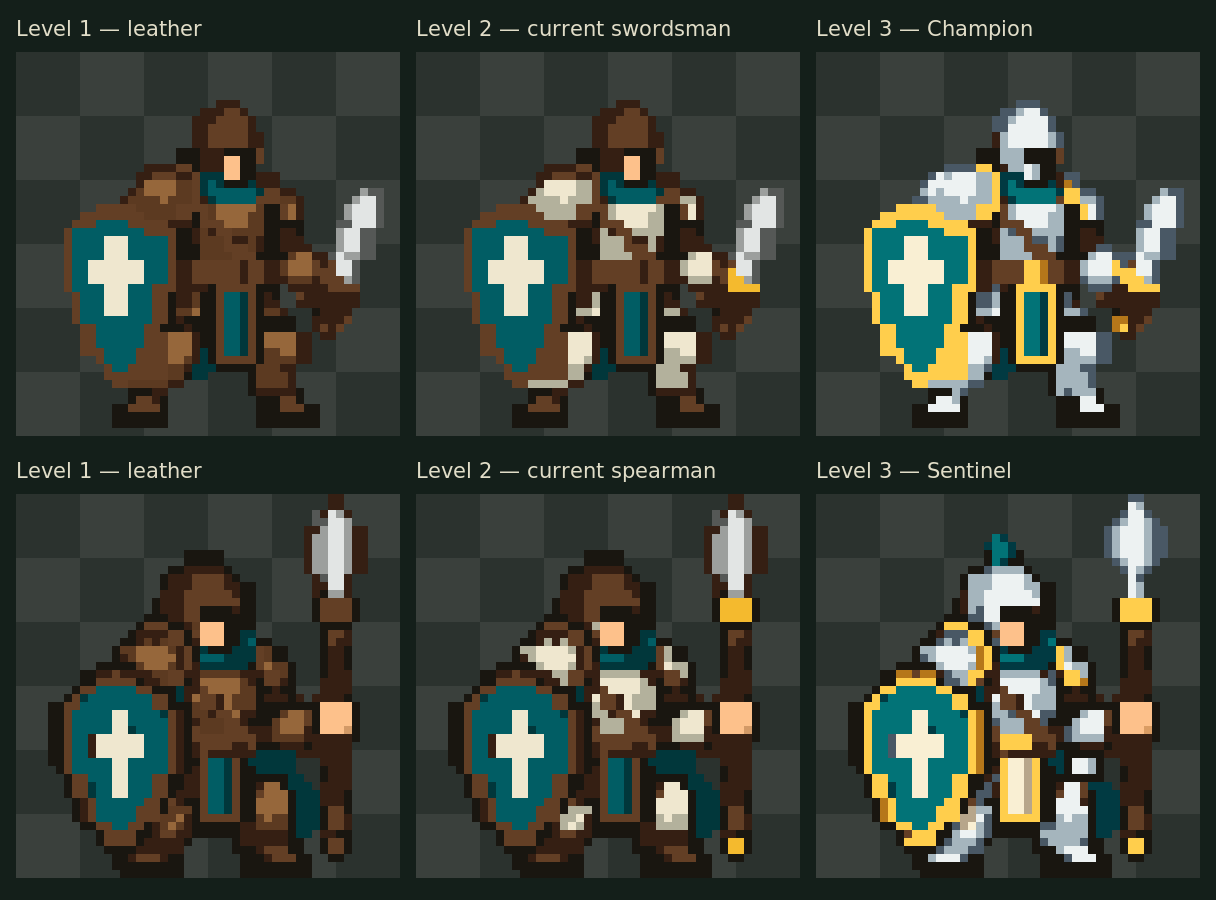 Level 1 — leather
Level 2 — current swordsman
Level 3 — Champion
Level 1 — leather
Level 2 — current spearman
Level 3 — Sentinel